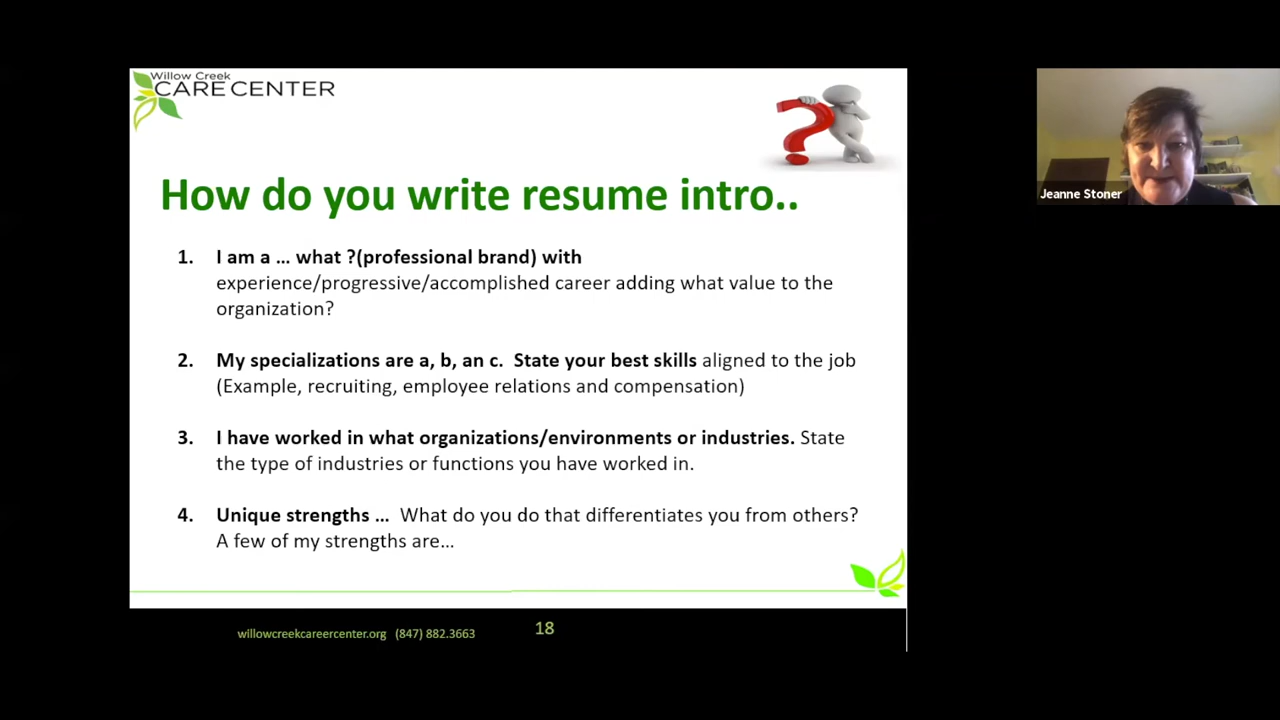 Willow Creek
CARE CENTER
How do you write resume intro..
1. I am a ... what ?(professional brand) with
experience/progressive/accomplished career adding what value to the
organization?
2. My specializations are a, b, an c. State your best skills aligned to the job
(Example, recruiting, employee relations and compensation)
3. I have worked in what organizations/environments or industries. State
the type of industries or functions you have worked in.
4. Unique strengths ... What do you do that differentiates you from others?
A few of my strengths are...
willowcreekcareercenter.org (847) 882.3663
18
Jeanne Stoner